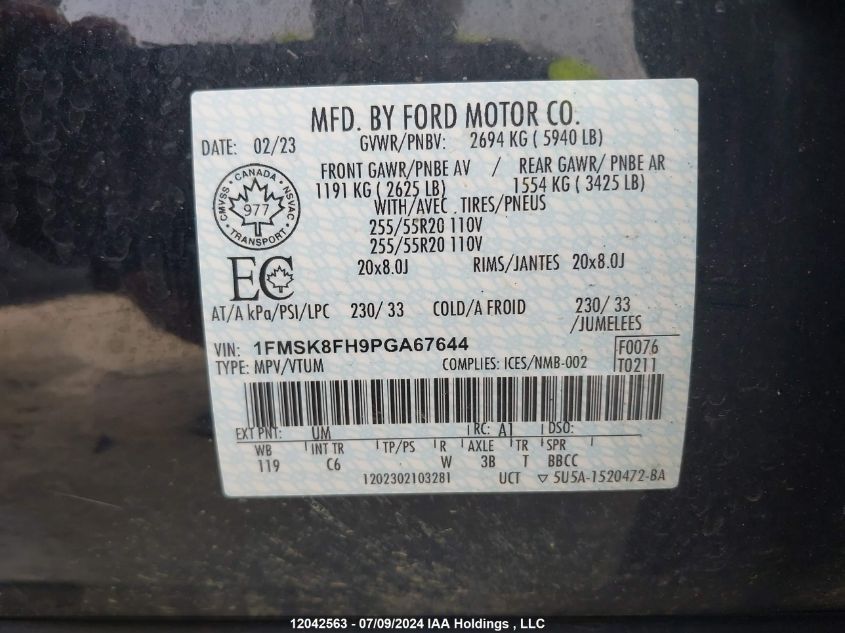 MFD. BY FORD MOTOR CO.
DATE: 02/23 GVWR/PNBV: 2694 KG ( 5940 LB)
FRONT GAWR/PNBE AV / REAR GAWR/ PNBE AR
1191 KG ( 2625 LB) 1554 KG ( 3425 LB)
WITH/AVEC TIRES/PNEUS
255/55R20 110V
255/55R20 110V
20x8.0J RIMS/JANTES 20x8.0J
CMVSS · CANADA · NSVAC · TRANSPORT ·
977
EC
AT/A kPa/PSI/LPC 230/ 33 COLD/A FROID 230/ 33
/JUMELEES
VIN: 1FMSK8FH9PGA67644 F0076
TYPE: MPV/VTUM COMPLIES: ICES/NMB-002 T0211
EXT PNT: UM RC: A1 DSO:
WB INT TR TP/PS R AXLE TR SPR
119 C6 W 3B T BBCC
1202302103281 UCT ▽ 5U5A-1520472-BA
12042563 - 07/09/2024 IAA Holdings , LLC